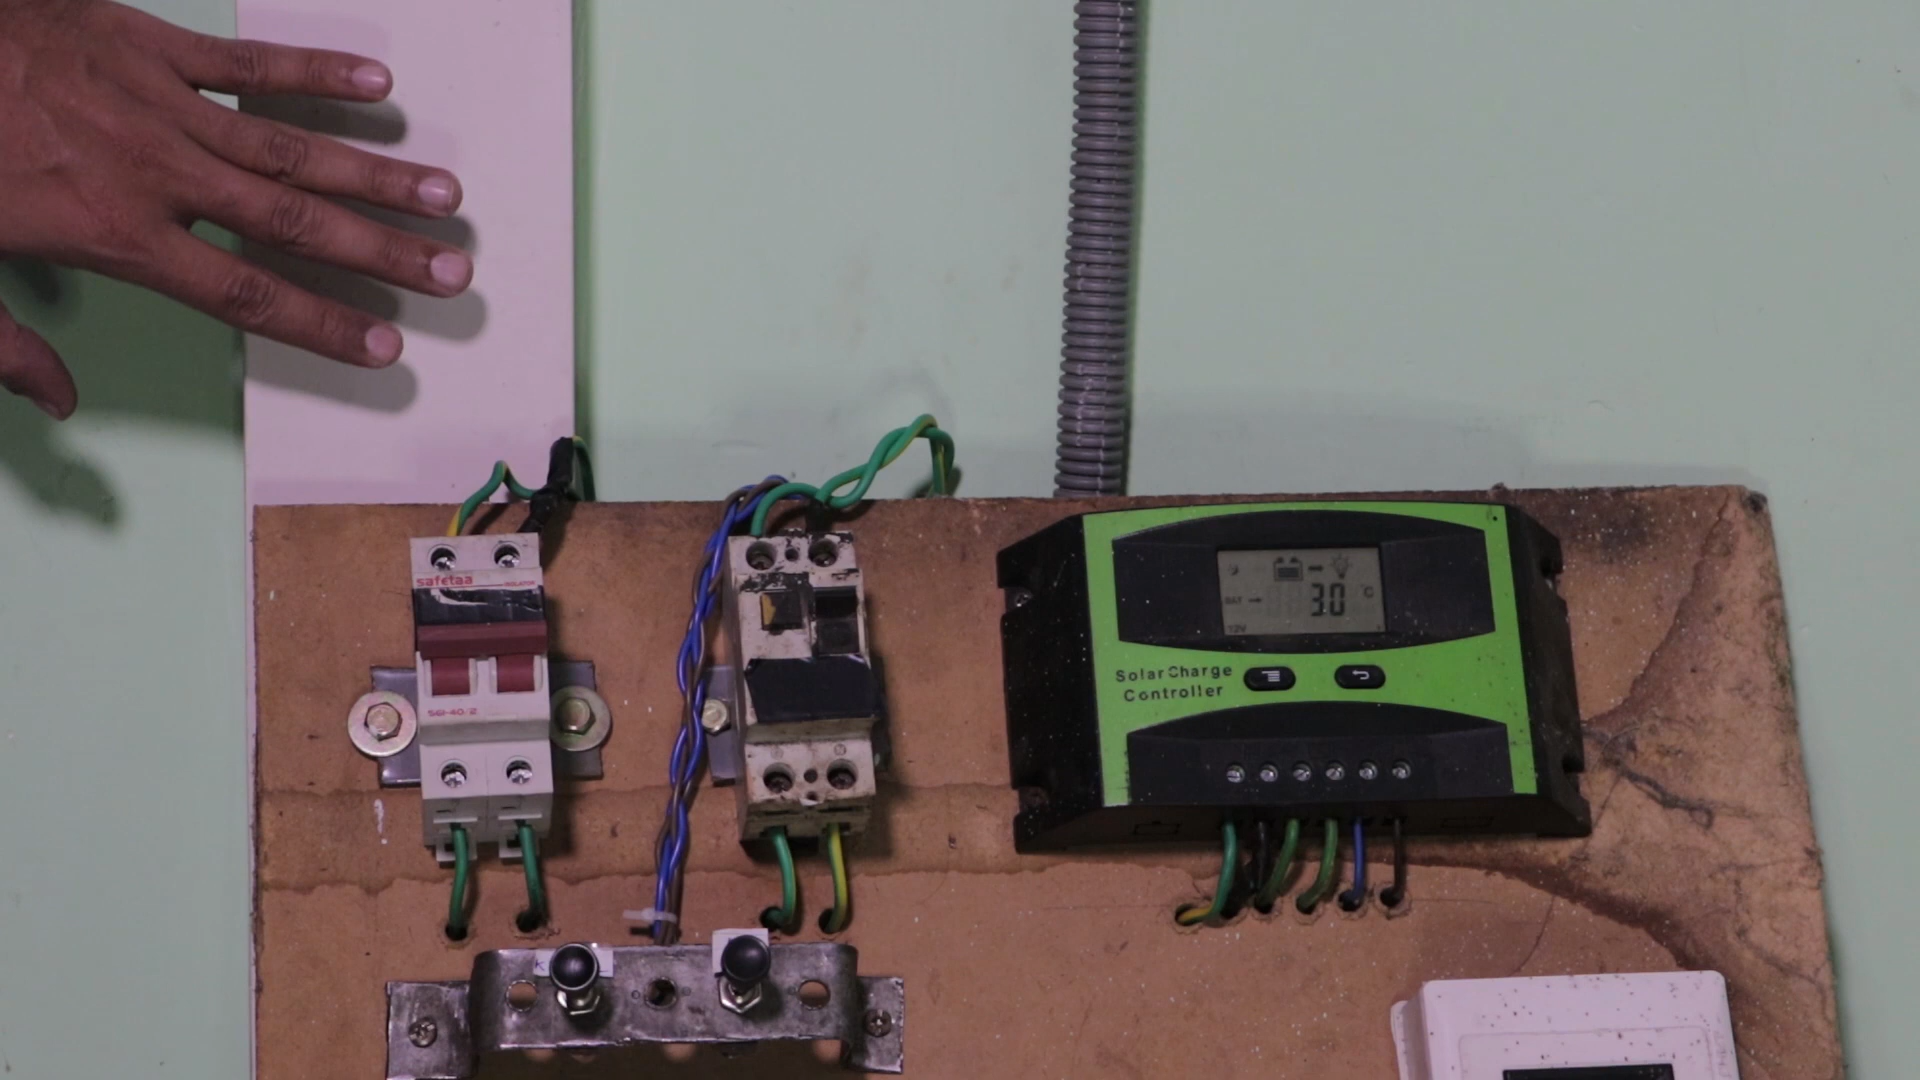 safetaa
ISOLATOR
SGI-40/2
BAT
30 °C
12V
Solar Charge
Controller